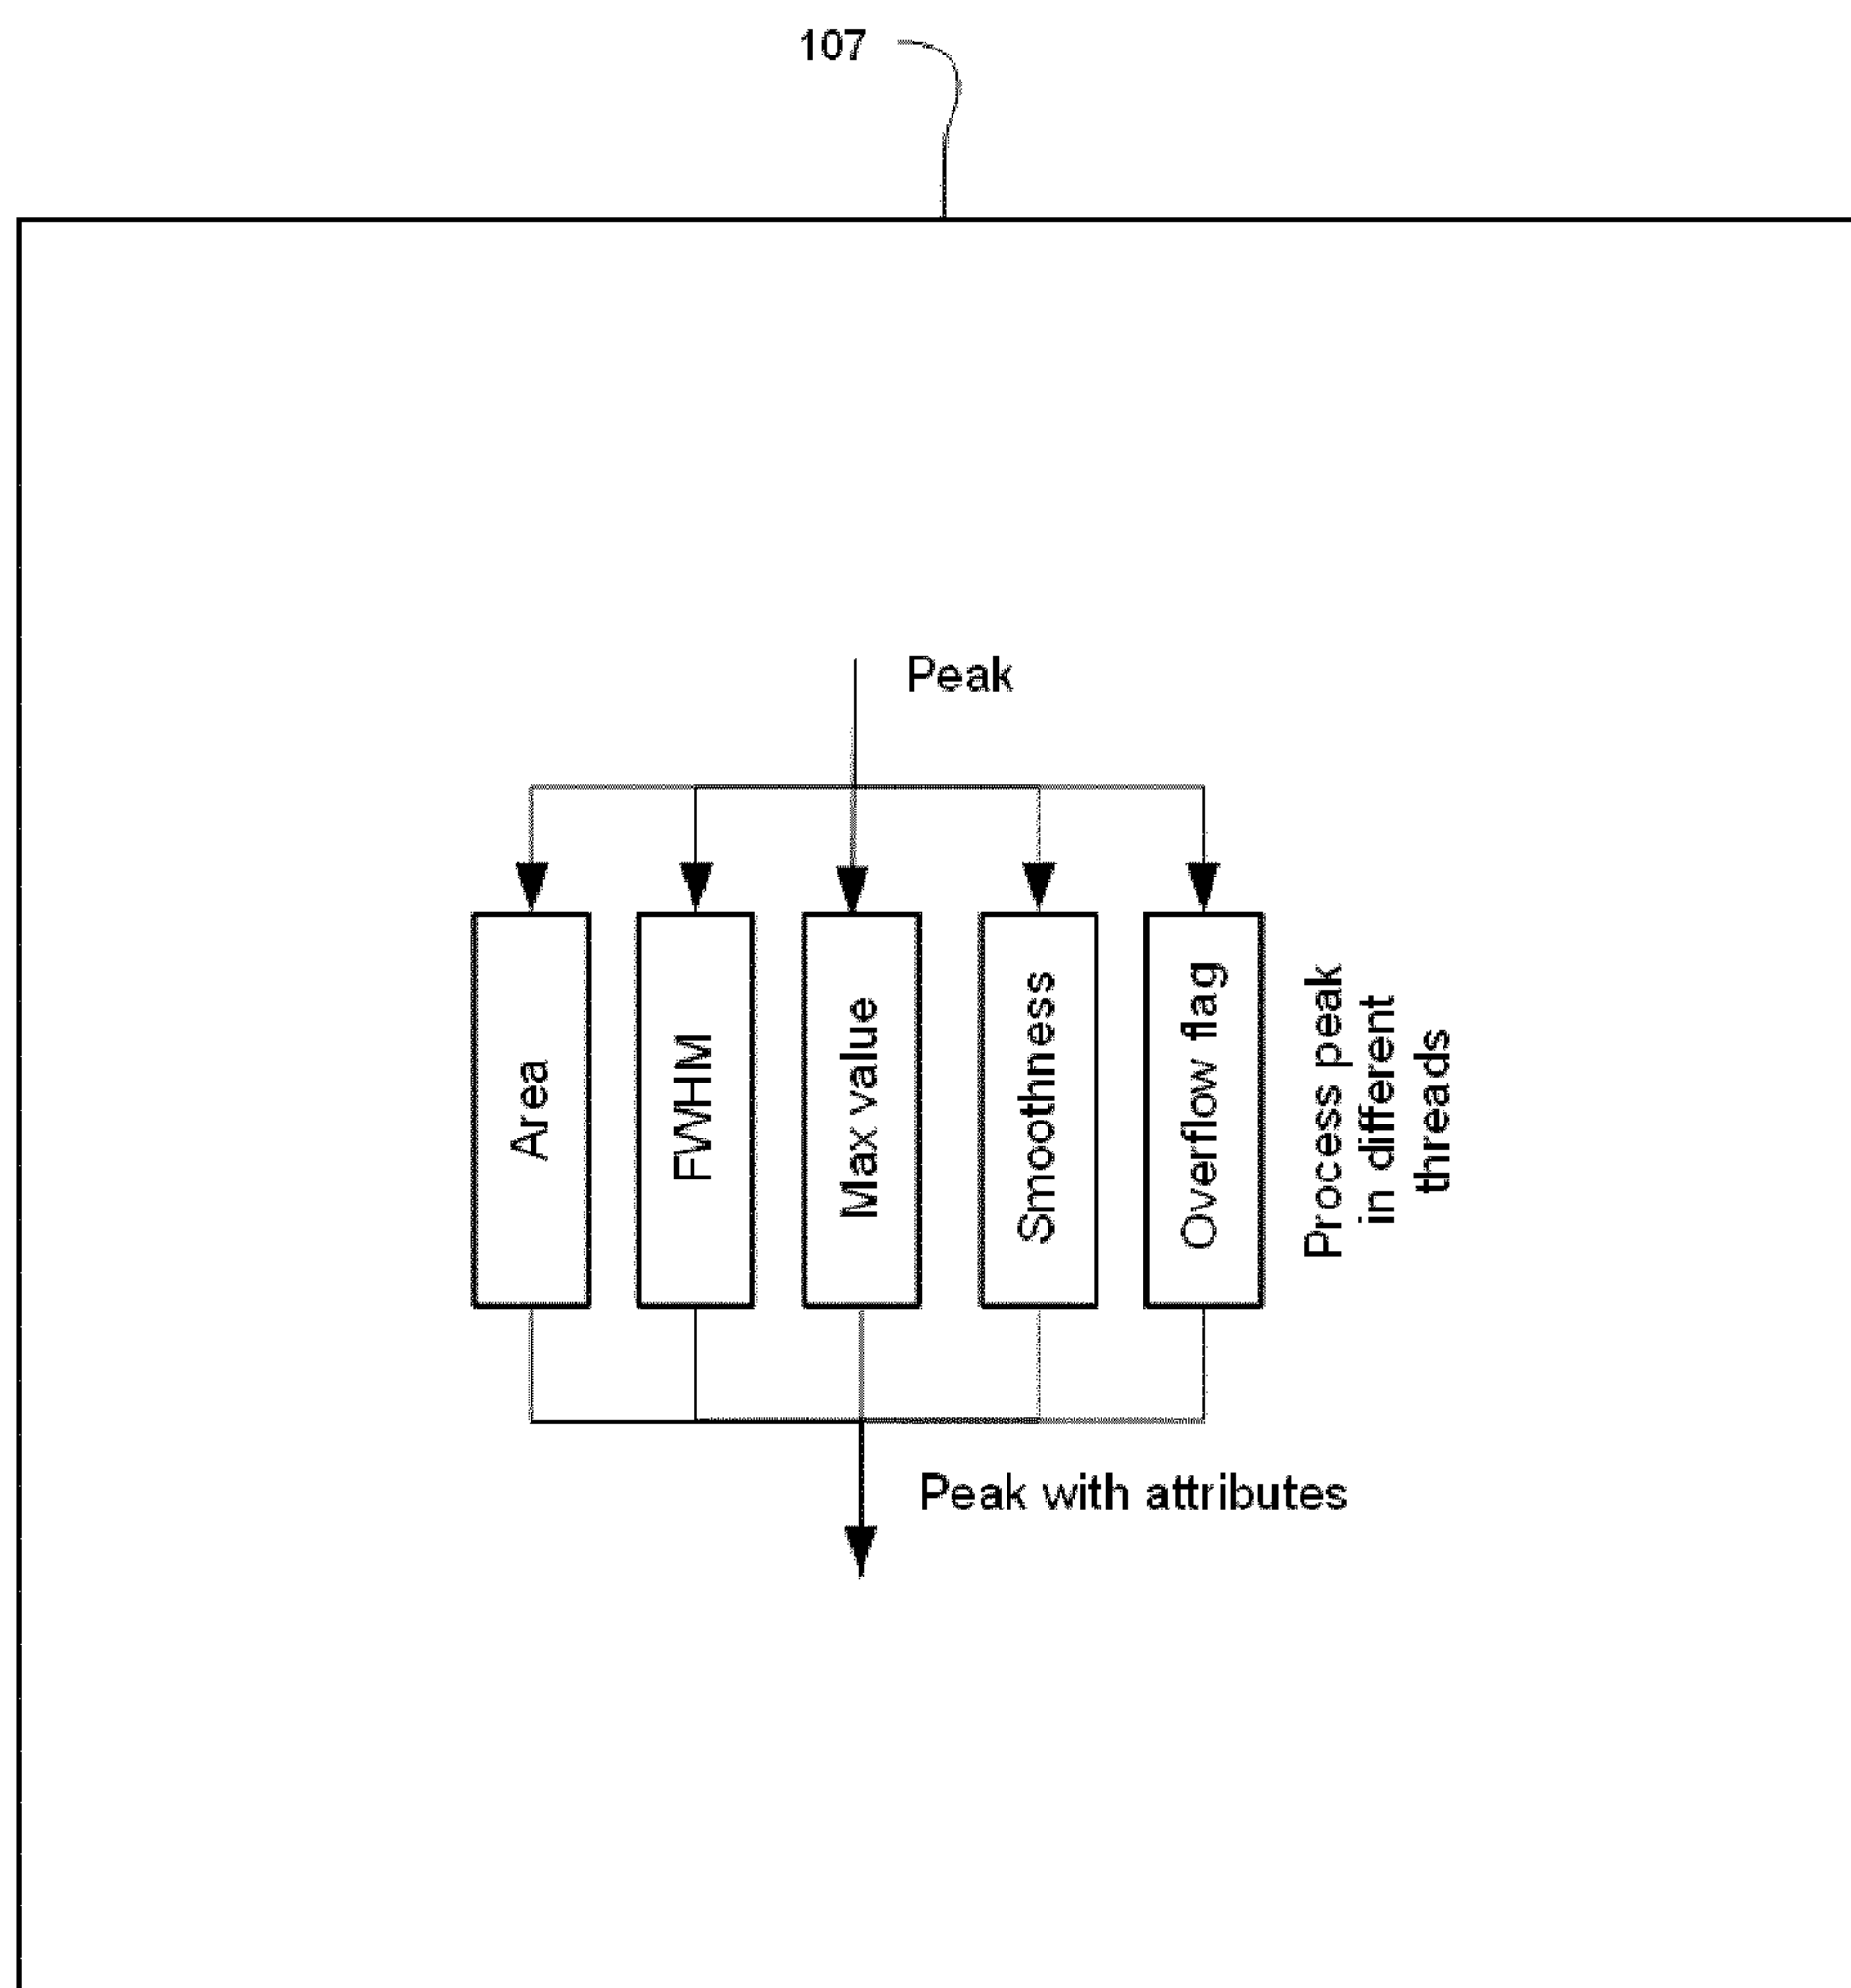 107
Peak
Area
FWHM
Max value
Smoothness
Overflow flag
Process peak
in different
threads
Peak with attributes